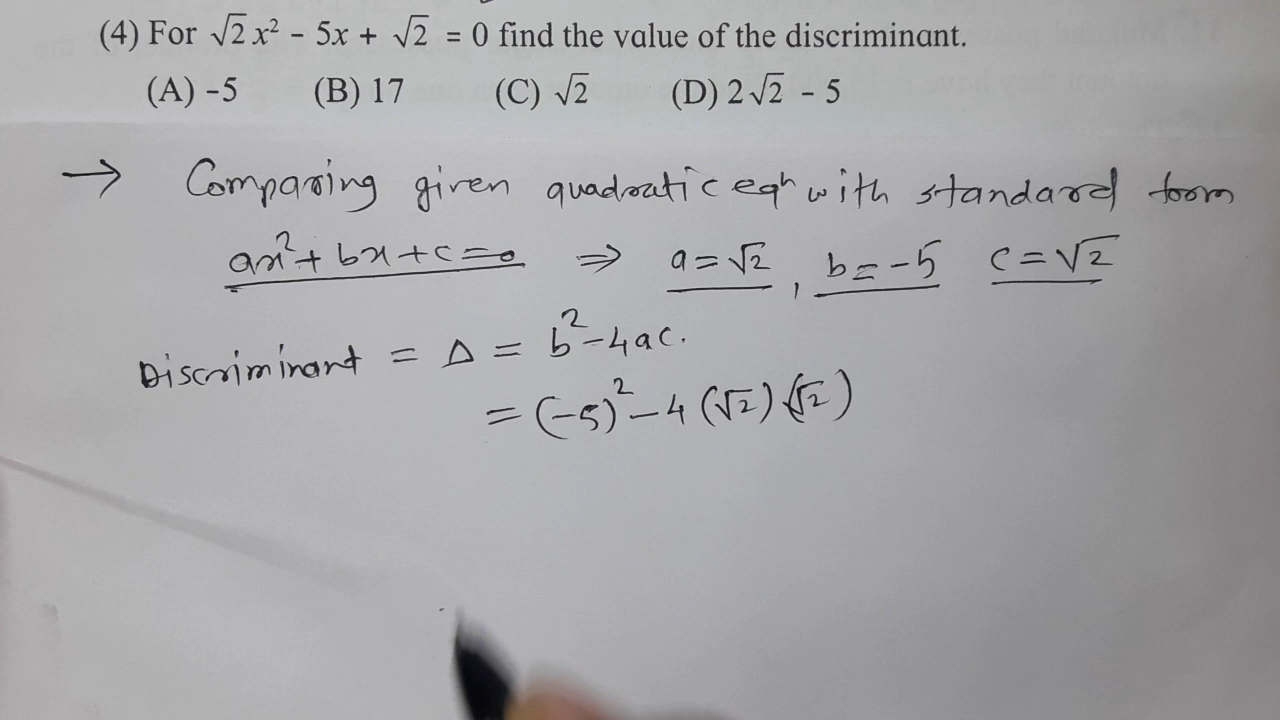 (4) For √2 x² - 5x + √2 = 0 find the value of the discriminant.
(A) -5 (B) 17 (C) √2 (D) 2√2 - 5
→ Comparing given quadratic eqn with standard form
ax²+bx+c=0 ⇒ a=√2, b=-5 c=√2
Discriminant = Δ = b²-4ac.
= (-5)²-4(√2)(√2)